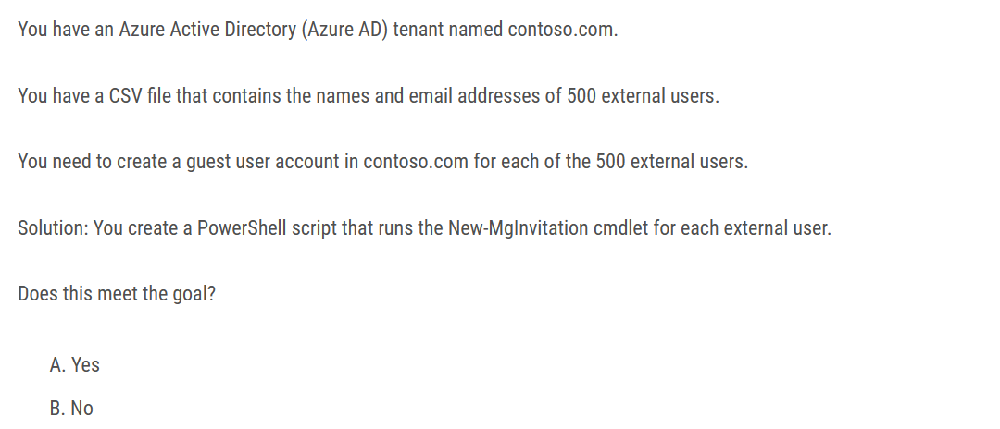 You have an Azure Active Directory (Azure AD) tenant named contoso.com.
You have a CSV file that contains the names and email addresses of 500 external users.
You need to create a guest user account in contoso.com for each of the 500 external users.
Solution: You create a PowerShell script that runs the New-MgInvitation cmdlet for each external user.
Does this meet the goal?
A. Yes
B. No